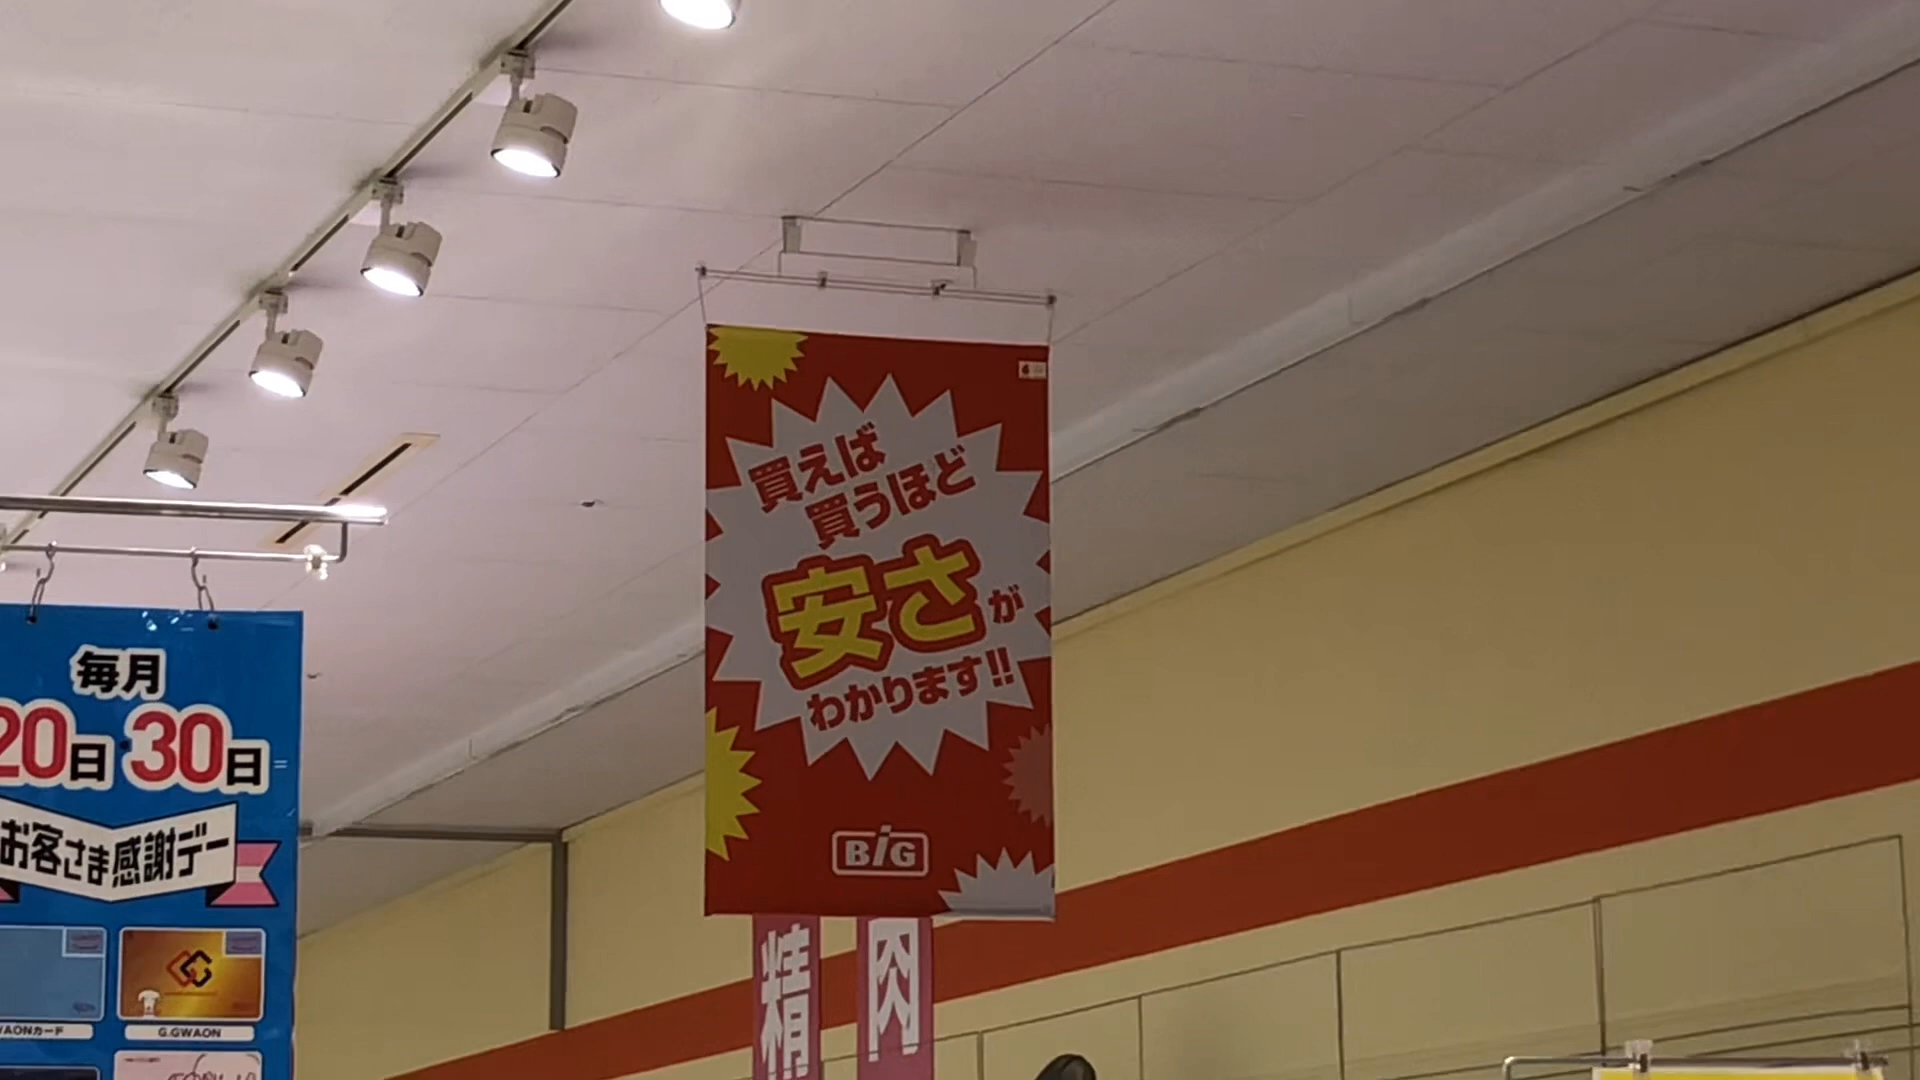 買えば
買うほど
安さが
わかります!!
BiG
毎月
20日・30日
お客さま感謝デー
G.GWAON
精肉